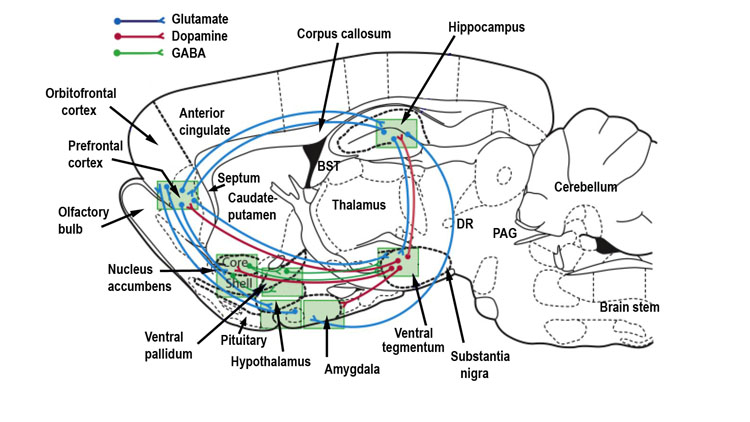 Glutamate
Dopamine
GABA
Corpus callosum
Hippocampus
Orbitofrontal
cortex
Anterior
cingulate
Prefrontal
cortex
Septum
BST
Caudate-
putamen
Thalamus
Cerebellum
Olfactory
bulb
DR
PAG
Core
Shell
Nucleus
accumbens
Brain stem
Ventral
pallidum
Pituitary
Hypothalamus
Amygdala
Ventral
tegmentum
Substantia
nigra